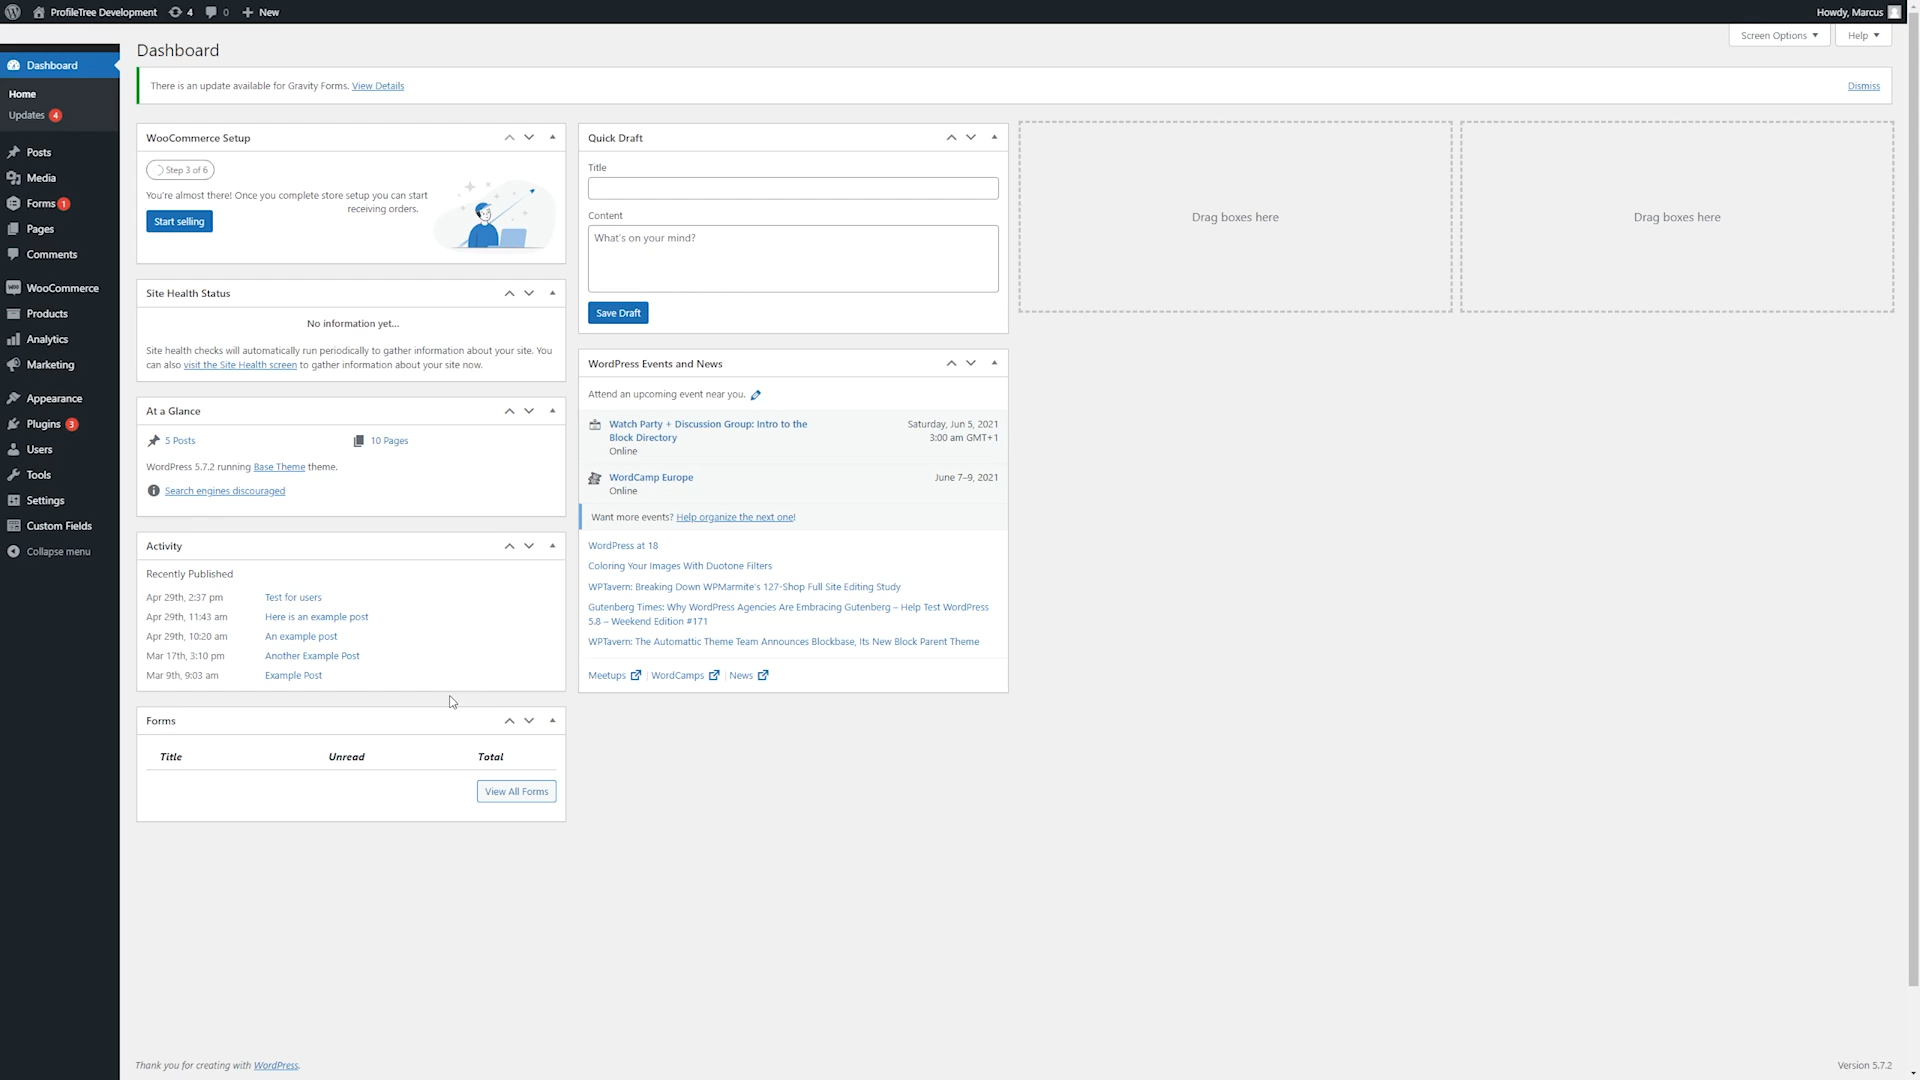 ProfileTree Development 4 0 New
Howdy, Marcus
Screen Options
Help
Dashboard
Home
Updates 4
Posts
Media
Forms 1
Pages
Comments
WooCommerce
Products
Analytics
Marketing
Appearance
Plugins 3
Users
Tools
Settings
Custom Fields
Collapse menu
Dashboard
There is an update available for Gravity Forms. View Details
Dismiss
WooCommerce Setup
Step 3 of 6
You're almost there! Once you complete store setup you can start
receiving orders.
Start selling
Site Health Status
No information yet...
Site health checks will automatically run periodically to gather information about your site. You
can also visit the Site Health screen to gather information about your site now.
At a Glance
5 Posts
10 Pages
WordPress 5.7.2 running Base Theme theme.
Search engines discouraged
Activity
Recently Published
Apr 29th, 2:37 pm Test for users
Apr 29th, 11:43 am Here is an example post
Apr 29th, 10:20 am An example post
Mar 17th, 3:10 pm Another Example Post
Mar 9th, 9:03 am Example Post
Forms
Title Unread Total
View All Forms
Quick Draft
Title
Content
What's on your mind?
Save Draft
WordPress Events and News
Attend an upcoming event near you.
Watch Party + Discussion Group: Intro to the
Block Directory
Online
Saturday, Jun 5, 2021
3:00 am GMT+1
WordCamp Europe
Online
June 7–9, 2021
Want more events? Help organize the next one!
WordPress at 18
Coloring Your Images With Duotone Filters
WPTavern: Breaking Down WPMarmite's 127-Shop Full Site Editing Study
Gutenberg Times: Why WordPress Agencies Are Embracing Gutenberg – Help Test WordPress
5.8 – Weekend Edition #171
WPTavern: The Automattic Theme Team Announces Blockbase, Its New Block Parent Theme
Meetups | WordCamps | News
Drag boxes here
Drag boxes here
Thank you for creating with WordPress.
Version 5.7.2